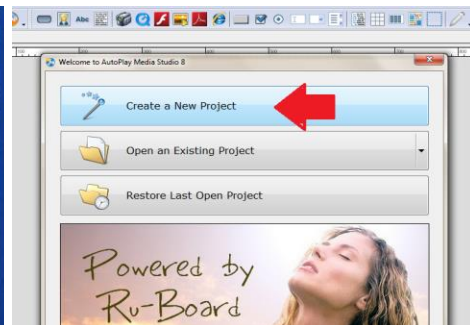 Abc
Welcome to AutoPlay Media Studio 8
Create a New Project
Open an Existing Project
Restore Last Open Project
Powered by
Ru-Board